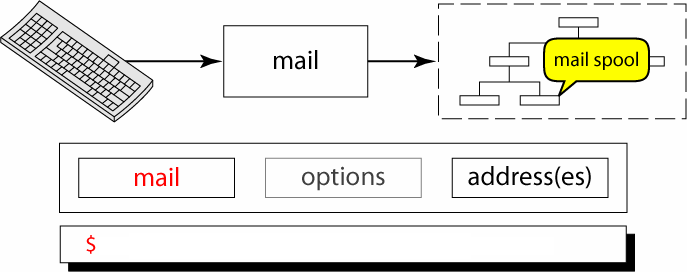 mail
mail spool
mail options address(es)
$